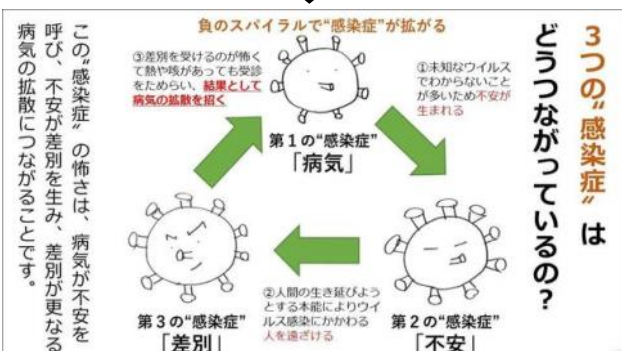 3つの〝感染症〟は
どうつながっているの？
負のスパイラルで“感染症”が拡がる
①未知なウイルス
でわからないこと
が多いため不安が
生まれる
第１の“感染症”
「病気」
②人間の生き延びよう
とする本能によりウイ
ルス感染にかかわる
人を遠ざける
第２の“感染症”
「不安」
③差別を受けるのが怖く
て熱や咳があっても受診
をためらい、結果として
病気の拡散を招く
第３の“感染症”
「差別」
この〝感染症〟の怖さは、病気が不安を
呼び、不安が差別を生み、差別が更なる
病気の拡散につながることです。